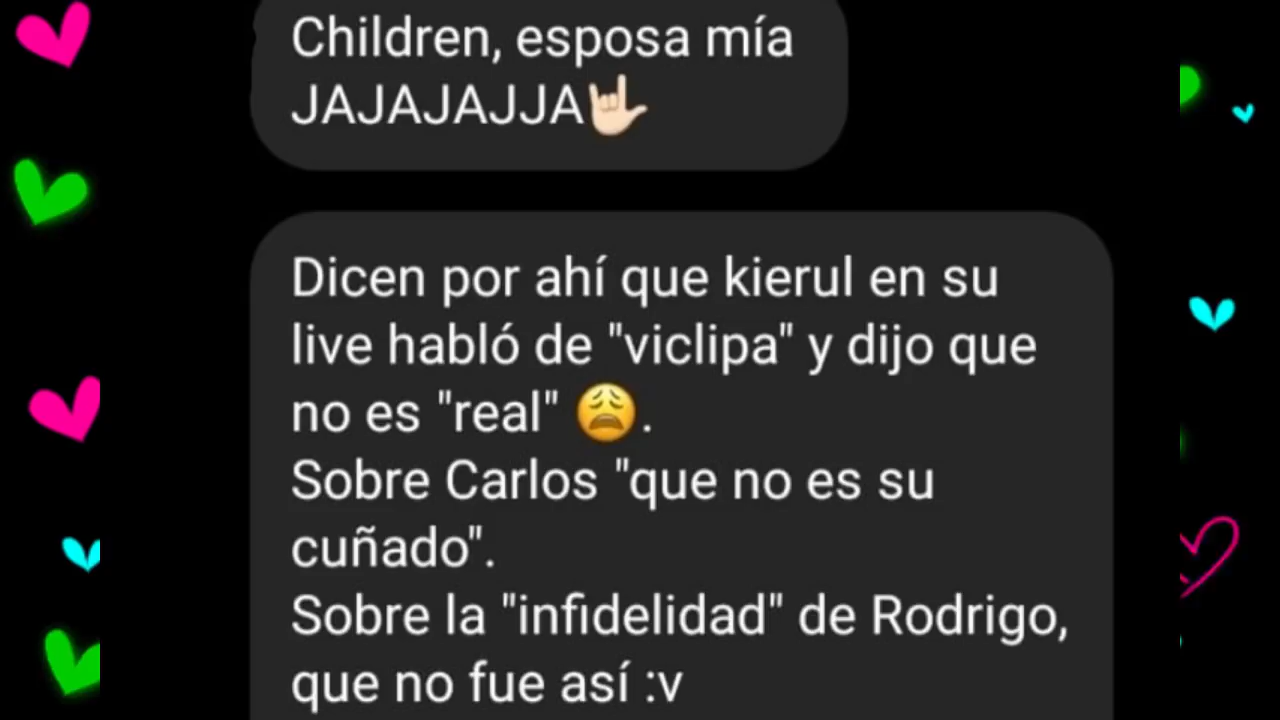 Children, esposa mía
JAJAJAJJA🤟🏻
Dicen por ahí que kierul en su
live habló de "viclipa" y dijo que
no es "real" 😩.
Sobre Carlos "que no es su
cuñado".
Sobre la "infidelidad" de Rodrigo,
que no fue así :v